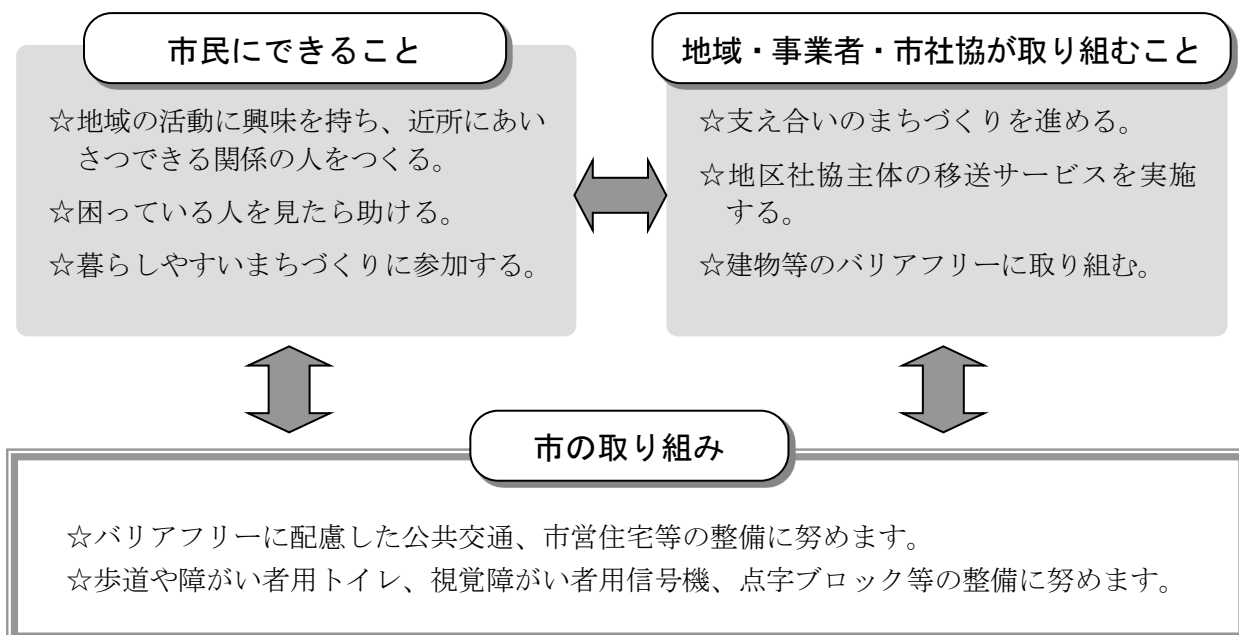 市民にできること
☆地域の活動に興味を持ち、近所にあい
さつできる関係の人をつくる。
☆困っている人を見たら助ける。
☆暮らしやすいまちづくりに参加する。
地域・事業者・市社協が取り組むこと
☆支え合いのまちづくりを進める。
☆地区社協主体の移送サービスを実施
する。
☆建物等のバリアフリーに取り組む。
市の取り組み
☆バリアフリーに配慮した公共交通、市営住宅等の整備に努めます。
☆歩道や障がい者用トイレ、視覚障がい者用信号機、点字ブロック等の整備に努めます。